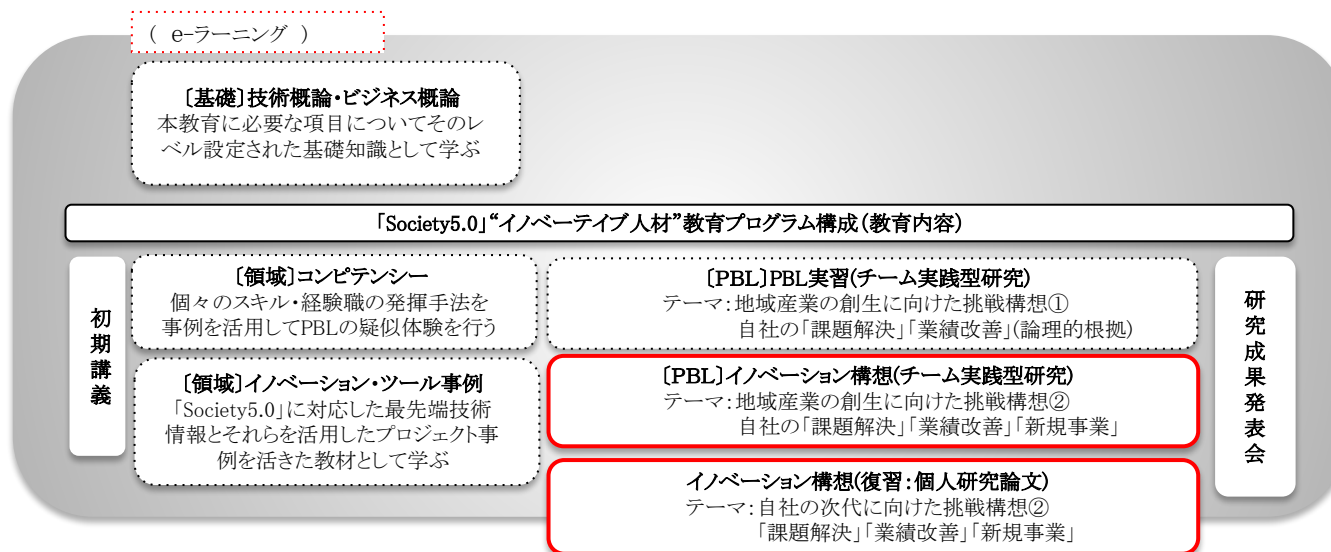 ( e-ラーニング )
〔基礎〕技術概論・ビジネス概論
本教育に必要な項目についてそのレ
ベル設定された基礎知識として学ぶ
「Society5.0」“イノベーテイブ人材”教育プログラム構成（教育内容）
初期講義
〔領域〕コンピテンシー
個々のスキル・経験職の発揮手法を
事例を活用してPBLの疑似体験を行う
〔領域〕イノベーション・ツール事例
「Society5.0」に対応した最先端技術
情報とそれらを活用したプロジェクト事
例を活きた教材として学ぶ
〔PBL〕PBL実習(チーム実践型研究)
テーマ：地域産業の創生に向けた挑戦構想①
自社の「課題解決」「業績改善」(論理的根拠)
〔PBL〕イノベーション構想(チーム実践型研究)
テーマ：地域産業の創生に向けた挑戦構想②
自社の「課題解決」「業績改善」「新規事業」
イノベーション構想(復習：個人研究論文)
テーマ：自社の次代に向けた挑戦構想②
「課題解決」「業績改善」「新規事業」
研究成果発表会